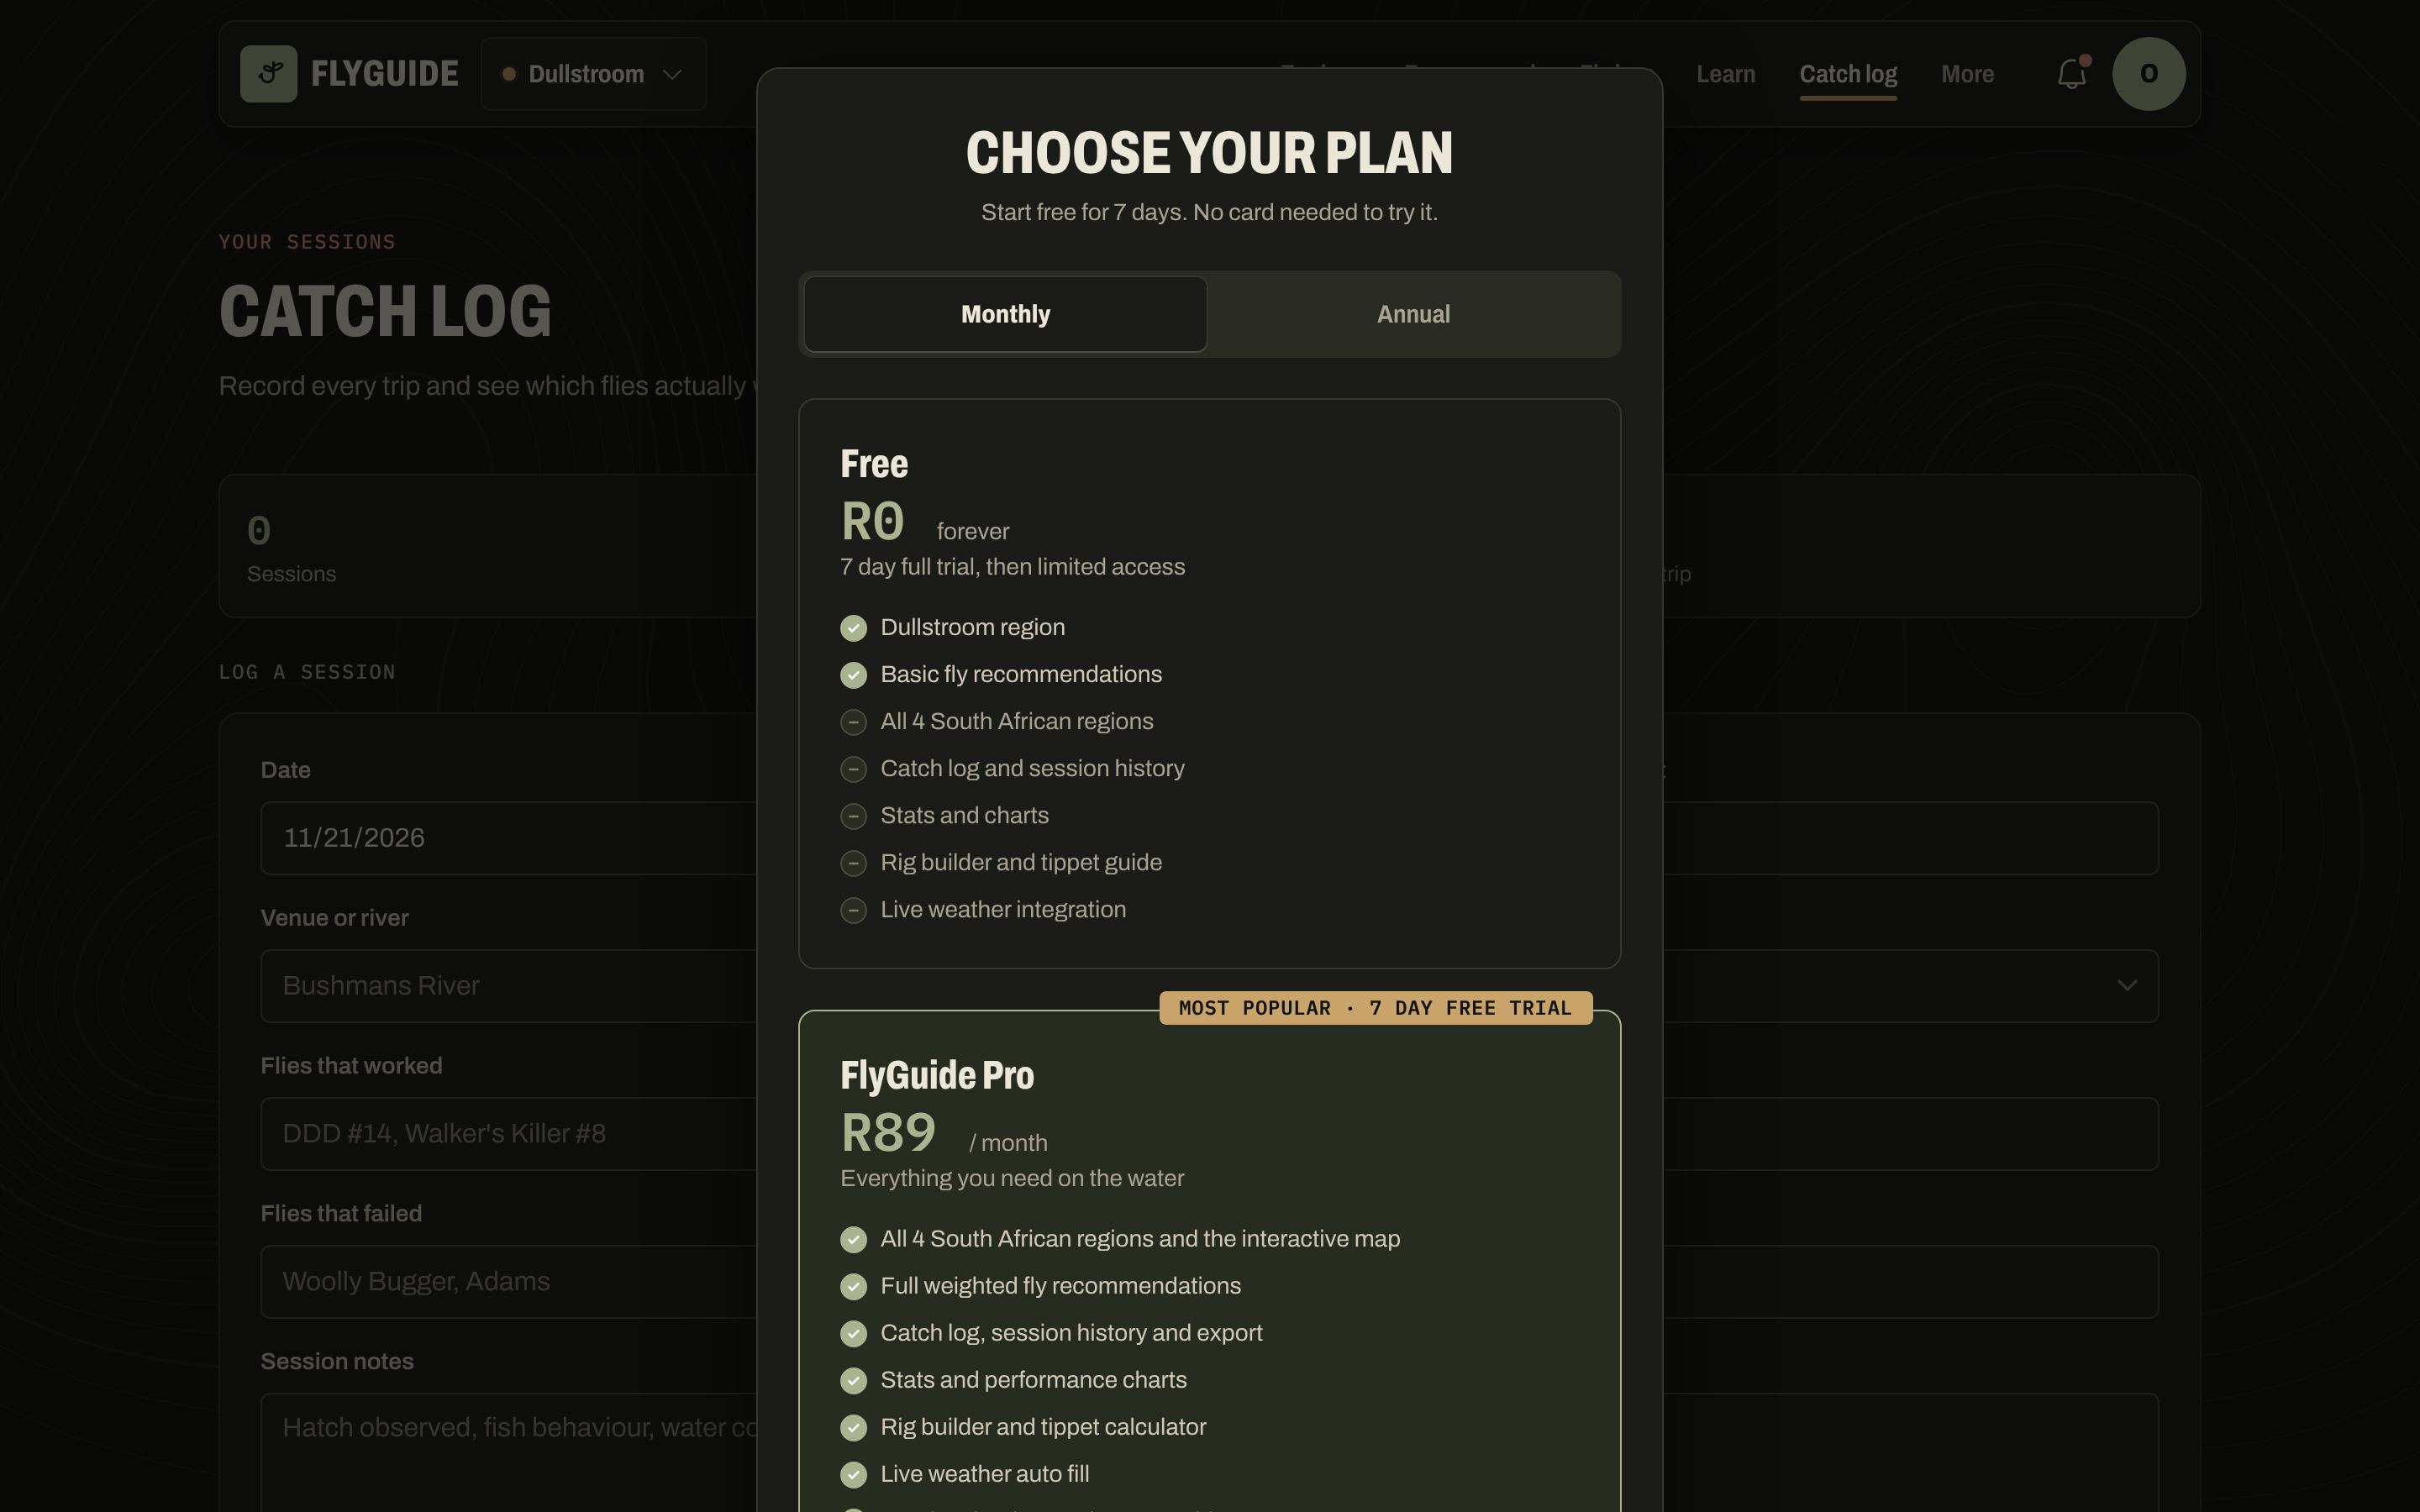 FLYGUIDE
Dullstroom
Learn
Catch log
More
O
YOUR SESSIONS
CATCH LOG
Record every trip and see which flies actually
0
Sessions
trip
LOG A SESSION
Date
11/21/2026
Venue or river
Bushmans River
Flies that worked
DDD #14, Walker's Killer #8
Flies that failed
Woolly Bugger, Adams
Session notes
Hatch observed, fish behaviour, water
CHOOSE YOUR PLAN
Start free for 7 days. No card needed to try it.
Monthly
Annual
Free
R0 forever
7 day full trial, then limited access
Dullstroom region
Basic fly recommendations
All 4 South African regions
Catch log and session history
Stats and charts
Rig builder and tippet guide
Live weather integration
MOST POPULAR · 7 DAY FREE TRIAL
FlyGuide Pro
R89 / month
Everything you need on the water
All 4 South African regions and the interactive map
Full weighted fly recommendations
Catch log, session history and export
Stats and performance charts
Rig builder and tippet calculator
Live weather auto fill